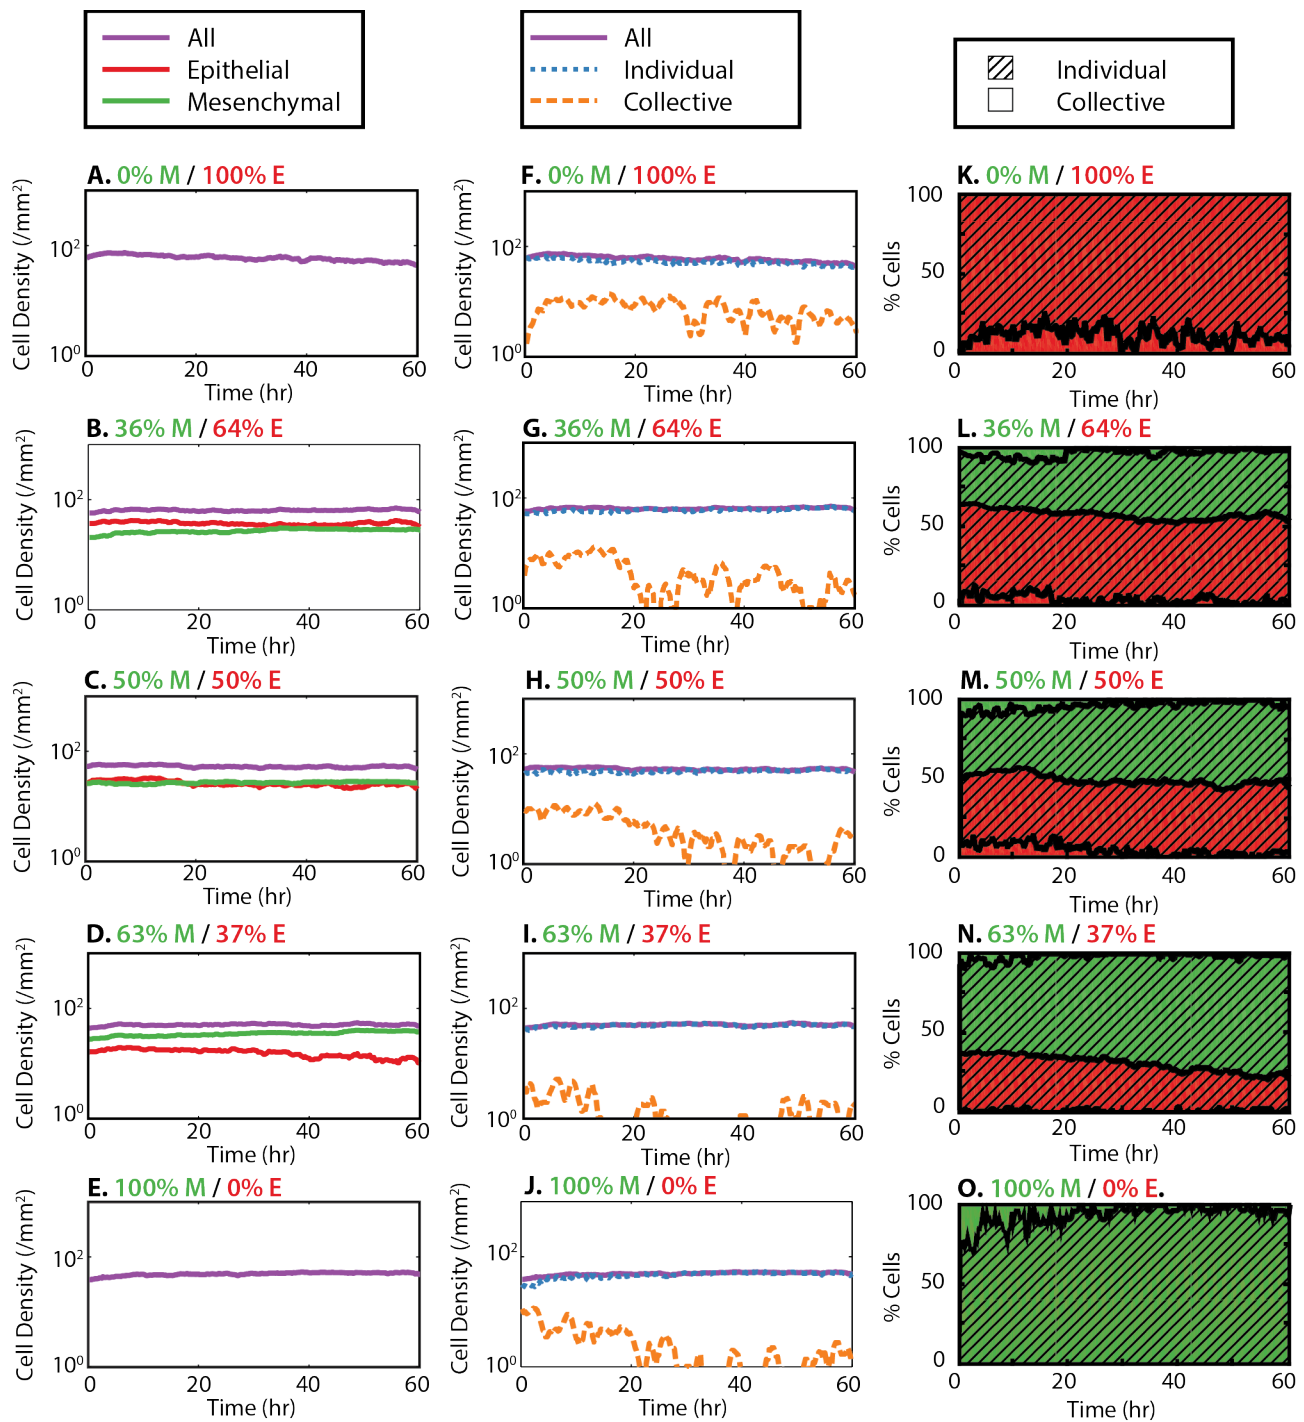 All
Epithelial
Mesenchymal
All
Individual
Collective
Individual
Collective
A. 0% M / 100% E
Cell Density (/mm²)
10²
10⁰
0 20 40 60
Time (hr)
F. 0% M / 100% E
Cell Density (/mm²)
10²
10⁰
0 20 40 60
Time (hr)
K. 0% M / 100% E
% Cells
100
50
0
0 20 40 60
Time (hr)
B. 36% M / 64% E
Cell Density (/mm²)
10²
10⁰
0 20 40 60
Time (hr)
G. 36% M / 64% E
Cell Density (/mm²)
10²
10⁰
0 20 40 60
Time (hr)
L. 36% M / 64% E
% Cells
100
50
0
0 20 40 60
Time (hr)
C. 50% M / 50% E
Cell Density (/mm²)
10²
10⁰
0 20 40 60
Time (hr)
H. 50% M / 50% E
Cell Density (/mm²)
10²
10⁰
0 20 40 60
Time (hr)
M. 50% M / 50% E
% Cells
100
50
0
0 20 40 60
Time (hr)
D. 63% M / 37% E
Cell Density (/mm²)
10²
10⁰
0 20 40 60
Time (hr)
I. 63% M / 37% E
Cell Density (/mm²)
10²
10⁰
0 20 40 60
Time (hr)
N. 63% M / 37% E
% Cells
100
50
0
0 20 40 60
Time (hr)
E. 100% M / 0% E
Cell Density (/mm²)
10²
10⁰
0 20 40 60
Time (hr)
J. 100% M / 0% E
Cell Density (/mm²)
10²
10⁰
0 20 40 60
Time (hr)
O. 100% M / 0% E.
% Cells
100
50
0
0 20 40 60
Time (hr)